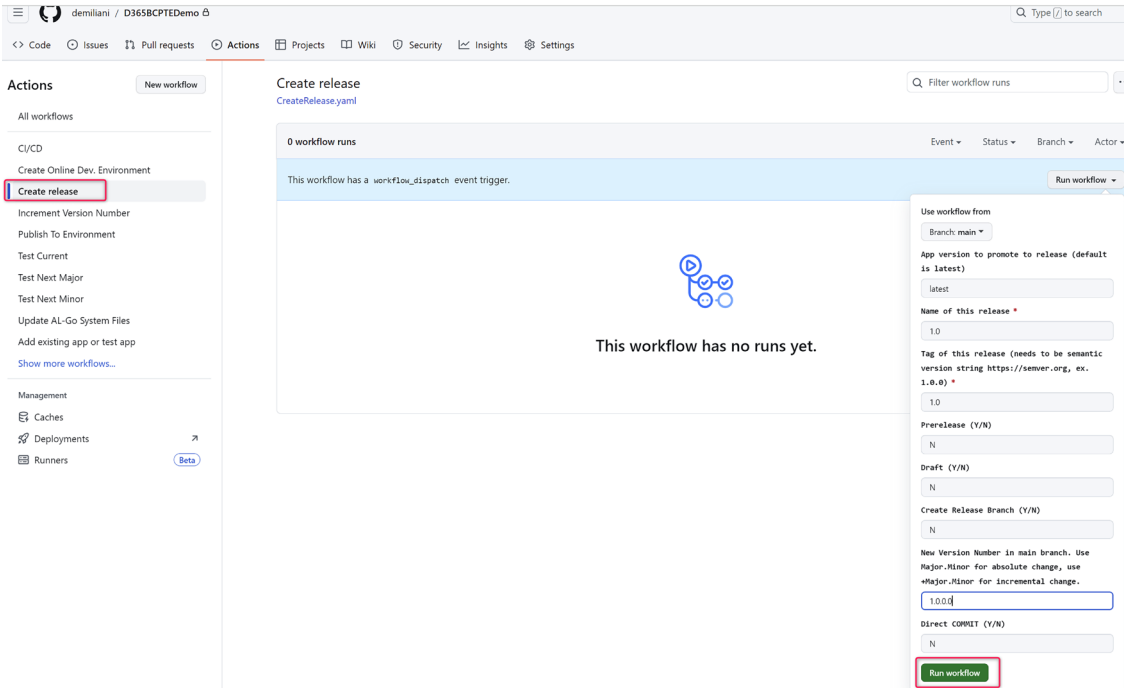 demiliani / D365BCPTEDemo
Type / to search
Code
Issues
Pull requests
Actions
Projects
Wiki
Security
Insights
Settings
Actions
New workflow
All workflows
CI/CD
Create Online Dev. Environment
Create release
Increment Version Number
Publish To Environment
Test Current
Test Next Major
Test Next Minor
Update AL-Go System Files
Add existing app or test app
Show more workflows...
Management
Caches
Deployments
Runners
Beta
Create release
CreateRelease.yaml
Filter workflow runs
0 workflow runs
Event
Status
Branch
Actor
This workflow has a workflow_dispatch event trigger.
Run workflow
This workflow has no runs yet.
Use workflow from
Branch: main
App version to promote to release (default
is latest)
latest
Name of this release *
1.0
Tag of this release (needs to be semantic
version string https://semver.org, ex.
1.0.0) *
1.0
Prerelease (Y/N)
N
Draft (Y/N)
N
Create Release Branch (Y/N)
N
New Version Number in main branch. Use
Major.Minor for absolute change, use
+Major.Minor for incremental change.
1.0.0.0
Direct COMMIT (Y/N)
N
Run workflow